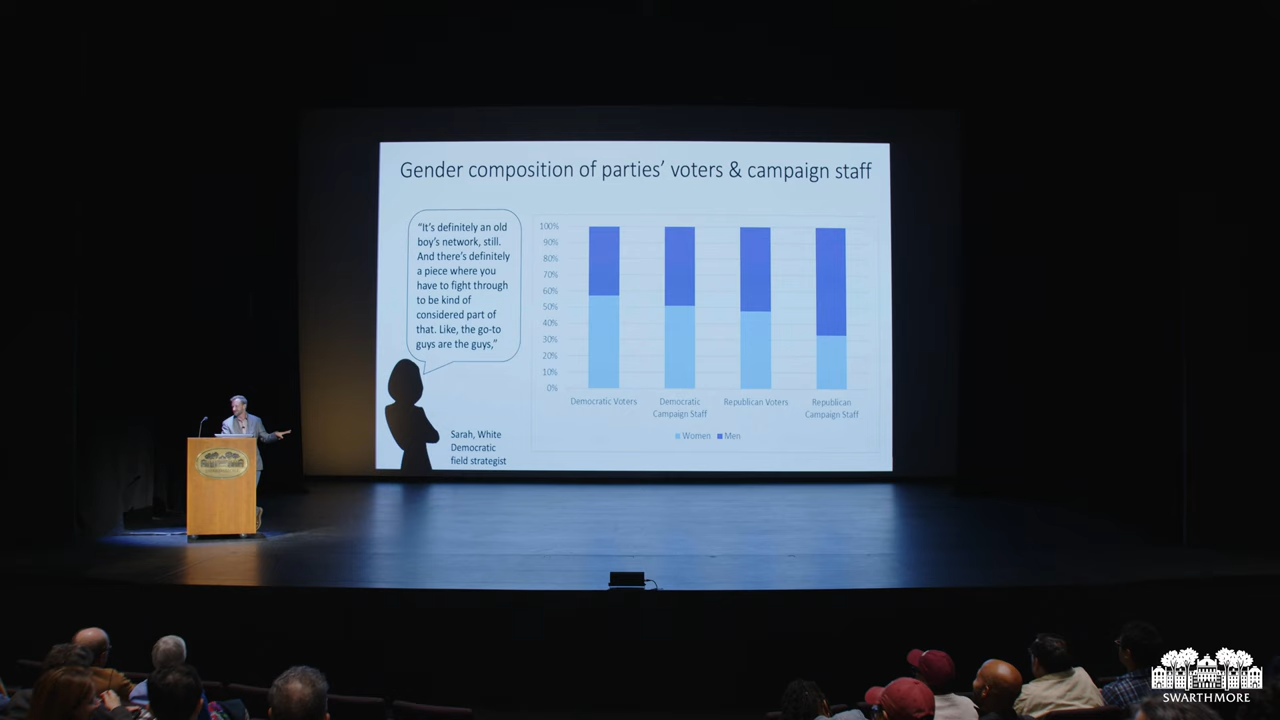 Gender composition of parties’ voters & campaign staff
“It’s definitely an old
boy’s network, still.
And there’s definitely
a piece where you
have to fight through
to be kind of
considered part of
that. Like, the go-to
guys are the guys,”
Sarah, White
Democratic
field strategist
100%
90%
80%
70%
60%
50%
40%
30%
20%
10%
0%
Democratic Voters
Democratic
Campaign Staff
Republican Voters
Republican
Campaign Staff
Women
Men
SWARTHMORE